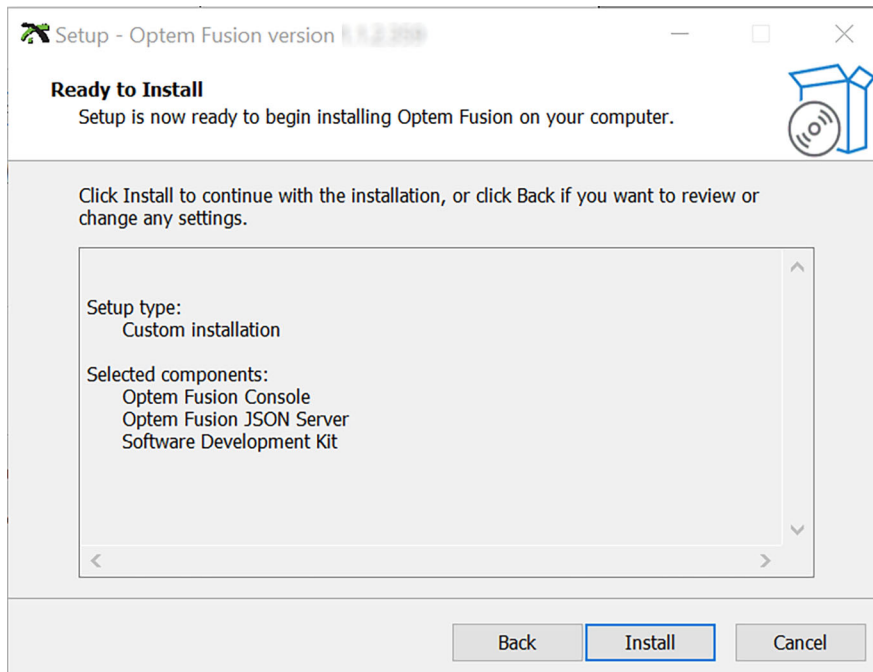 Setup - Optem Fusion version
Ready to Install
Setup is now ready to begin installing Optem Fusion on your computer.
Click Install to continue with the installation, or click Back if you want to review or
change any settings.
Setup type:
Custom installation
Selected components:
Optem Fusion Console
Optem Fusion JSON Server
Software Development Kit
Back Install Cancel